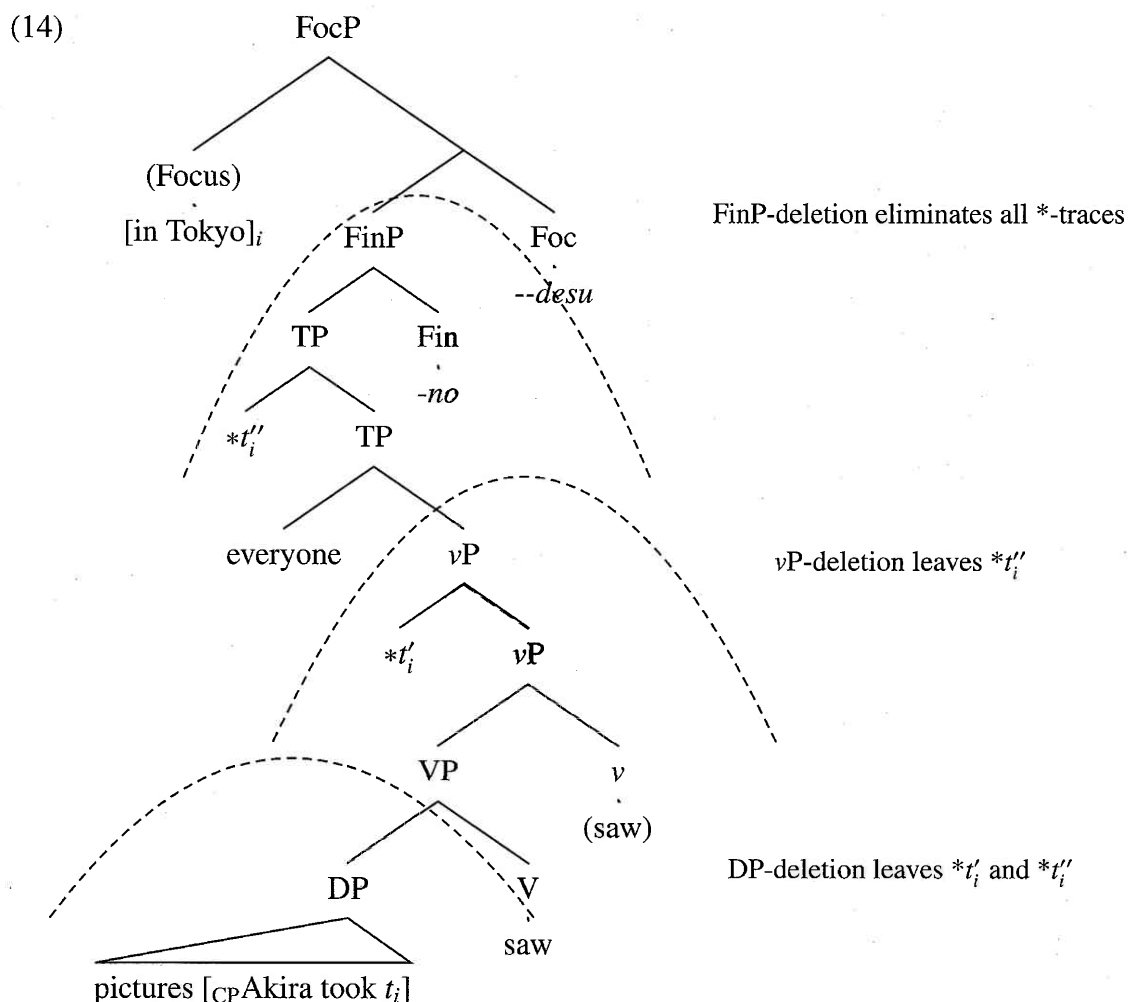 (14)
FocP
(Focus)
[in Tokyo]i
FinP-deletion eliminates all *-traces
FinP
Foc
--desu
TP
Fin
-no
*t''i
TP
everyone
vP
vP-deletion leaves *t''i
*t'i
vP
VP
v
(saw)
DP-deletion leaves *t'i and *t''i
DP
V
saw
pictures [CPAkira took ti]